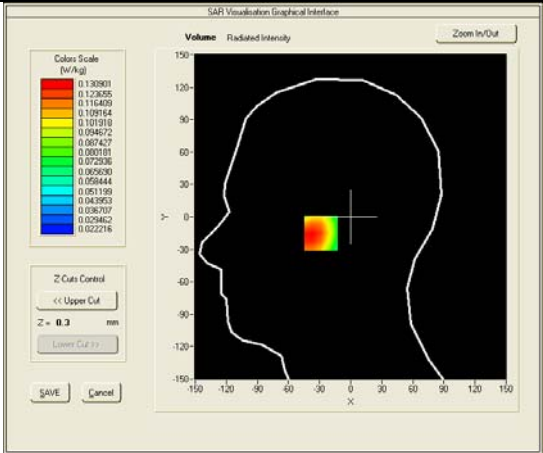 SAR Visualisation Graphical Interface
Volume Radiated Intensity
Zoom In/Out
Colors Scale
(W/kg)
0.130901
0.123655
0.116409
0.109164
0.101918
0.094672
0.087427
0.080181
0.072936
0.065690
0.058444
0.051199
0.043953
0.036707
0.029462
0.022216
Z-Cuts Control
<< Upper Cut
Z = 0.3 mm
Lower Cut >>
SAVE Cancel
150
120
90
60
30
0
-30
-60
-90
-120
-150
Y
-150 -120 -90 -60 -30 0 30 60 90 120 150
X